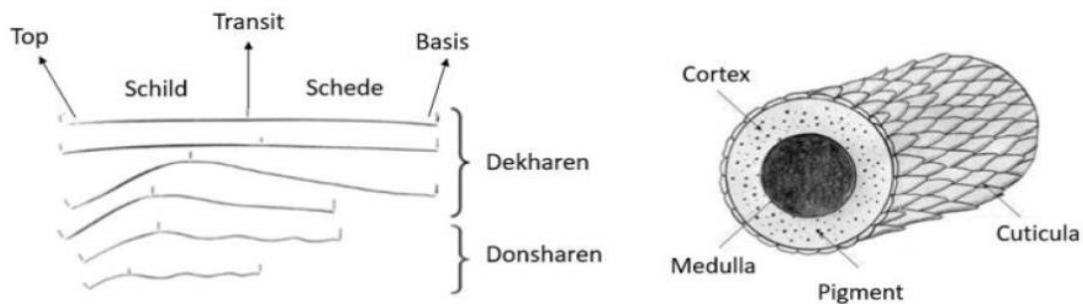 Top
Transit
Basis
Schild
Schede
Dekharen
Donsharen
Cortex
Medulla
Pigment
Cuticula